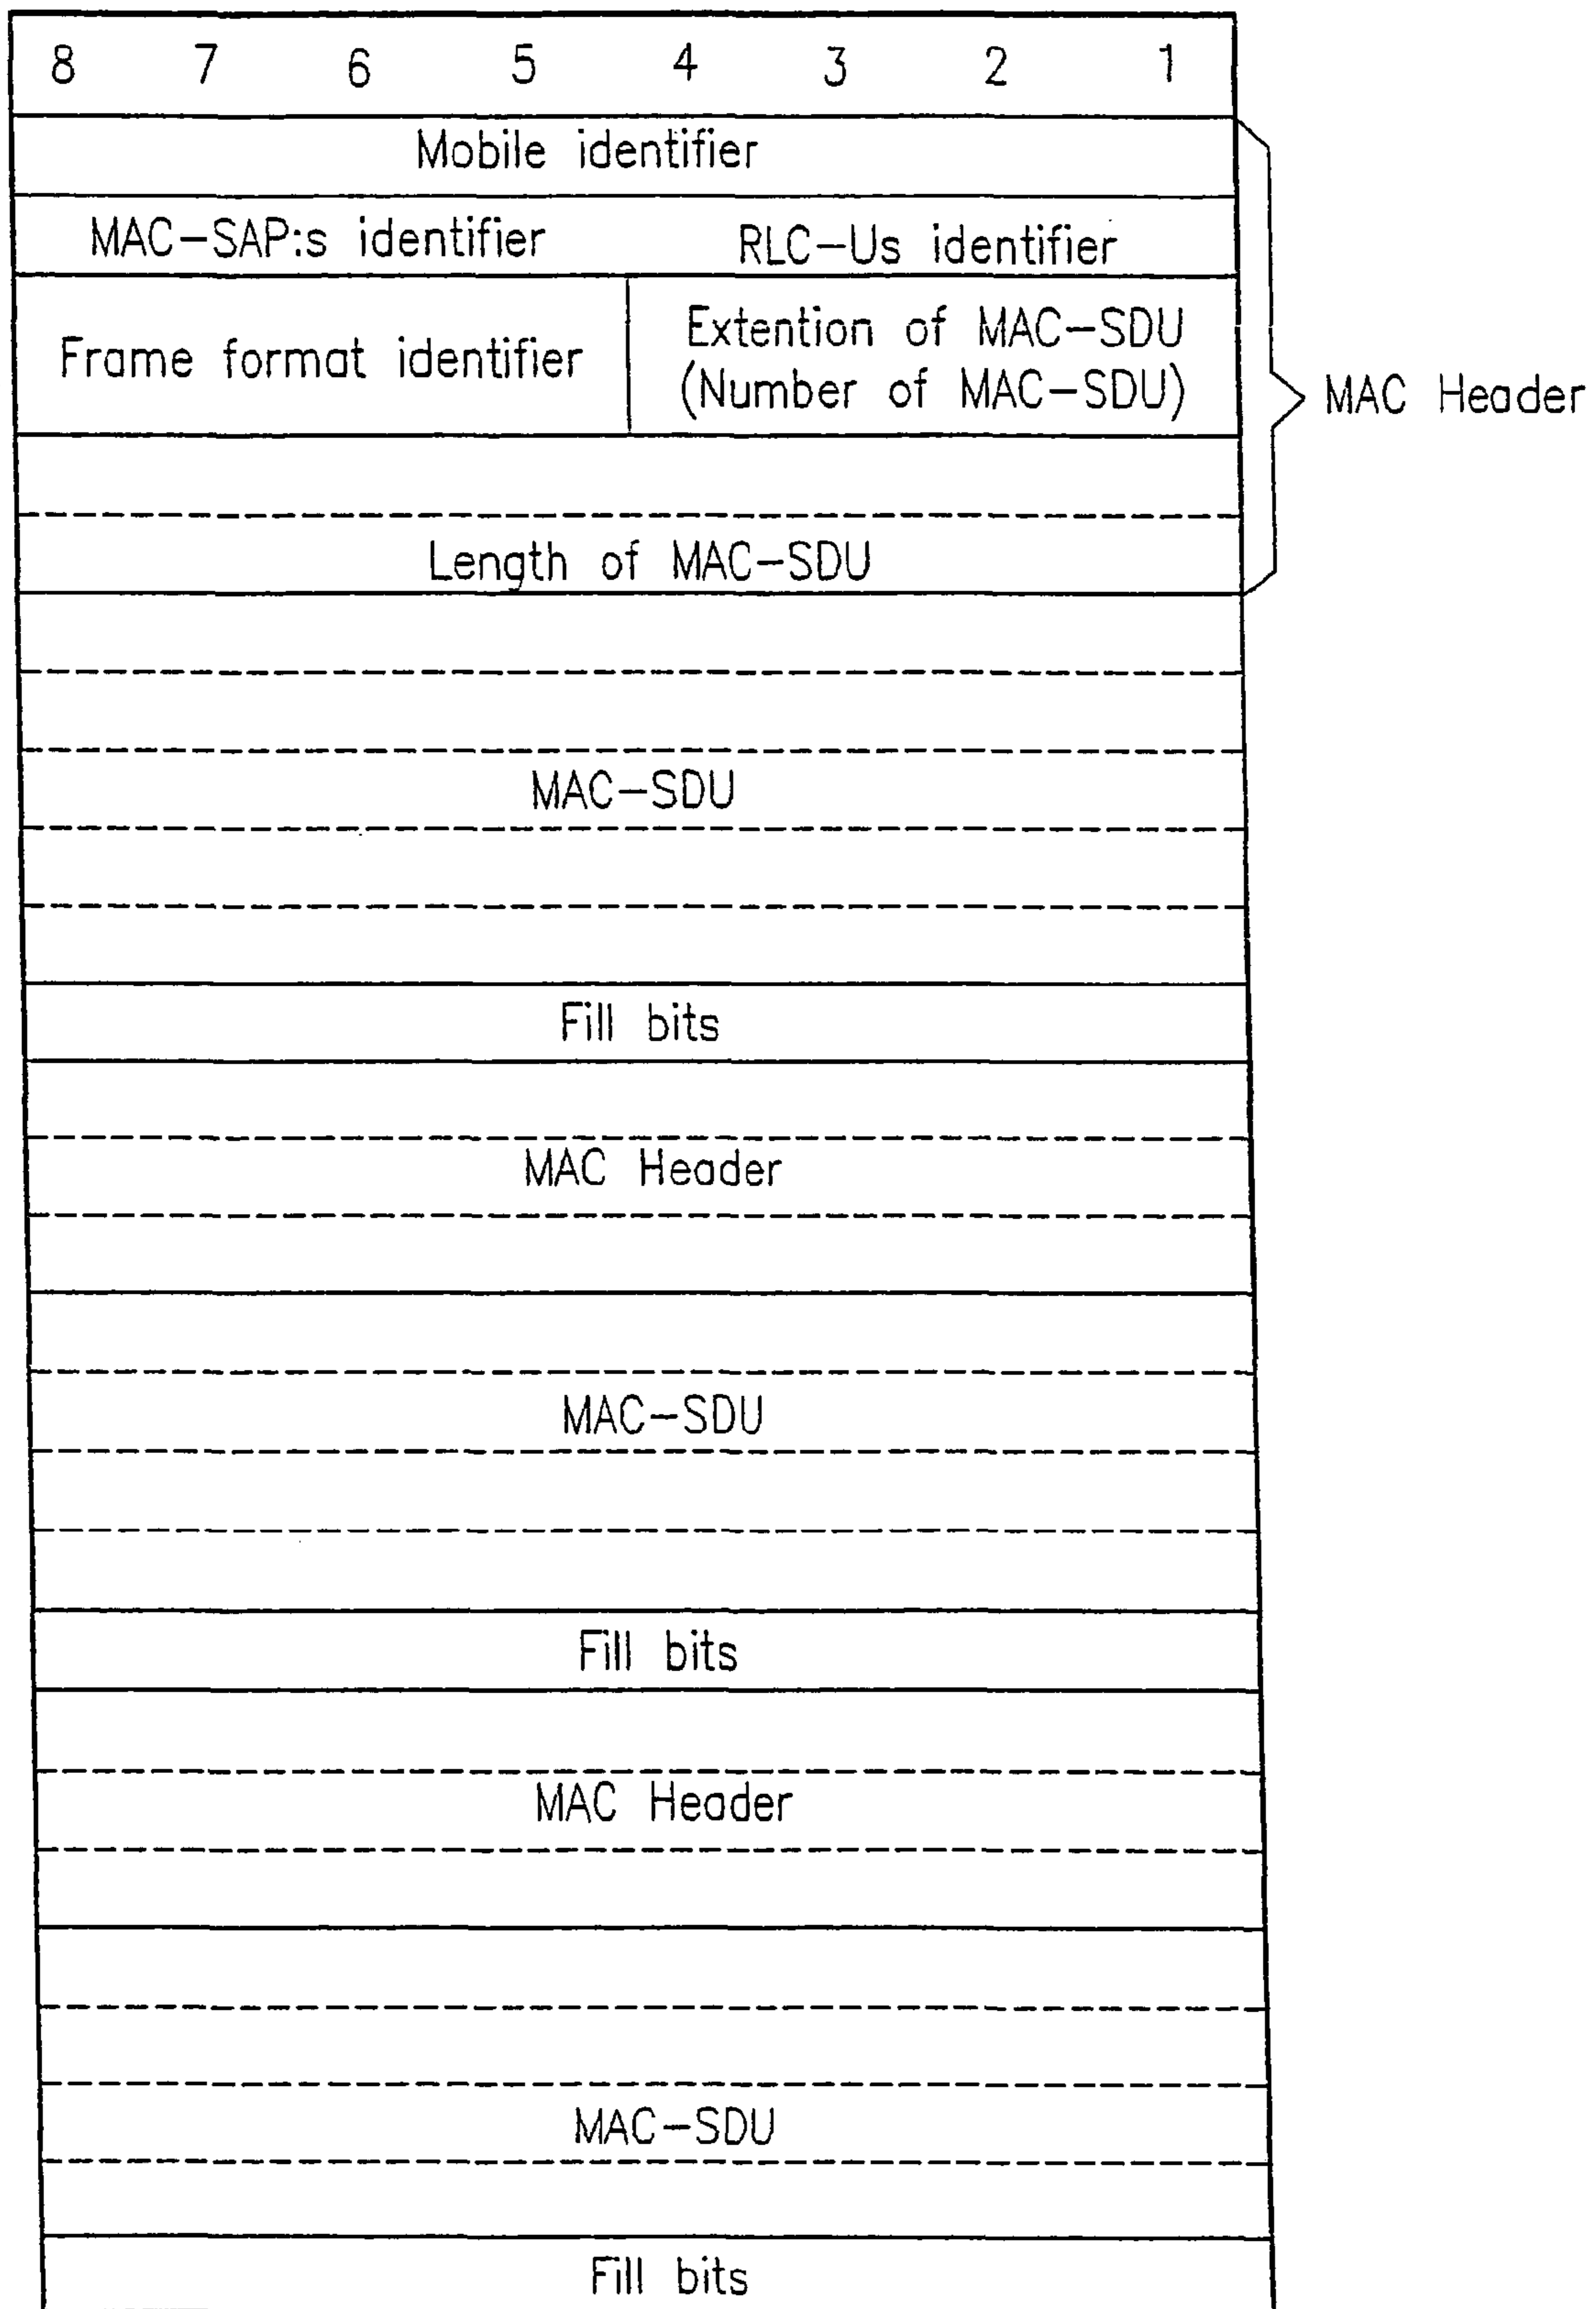 8 7 6 5 4 3 2 1
Mobile identifier
MAC-SAP:s identifier RLC-Us identifier
Frame format identifier
Extention of MAC-SDU
(Number of MAC-SDU)
MAC Header
Length of MAC-SDU
MAC-SDU
Fill bits
MAC Header
MAC-SDU
Fill bits
MAC Header
MAC-SDU
Fill bits